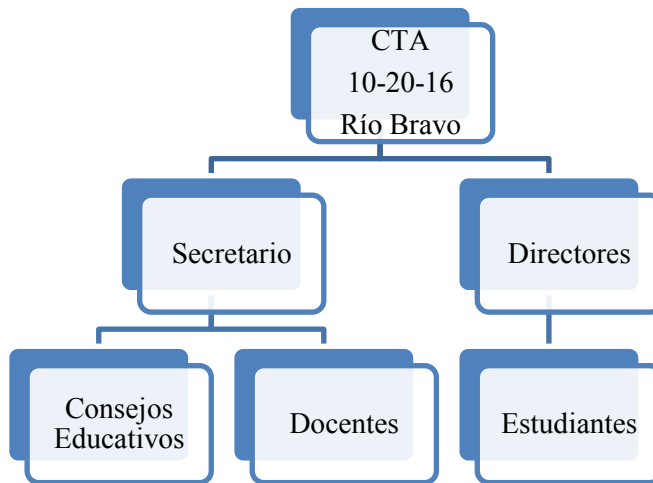 CTA
10-20-16
Río Bravo
Secretario
Directores
Consejos
Educativos
Docentes
Estudiantes